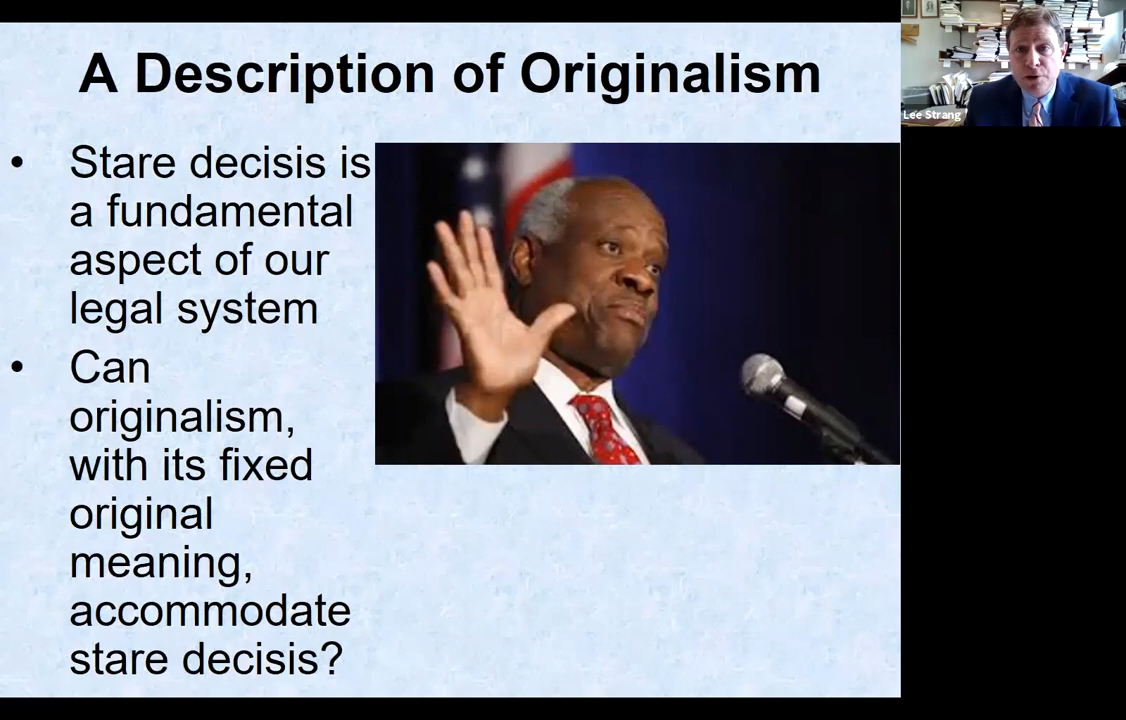 A Description of Originalism
• Stare decisis is
a fundamental
aspect of our
legal system
• Can
originalism,
with its fixed
original
meaning,
accommodate
stare decisis?
Lee Strang